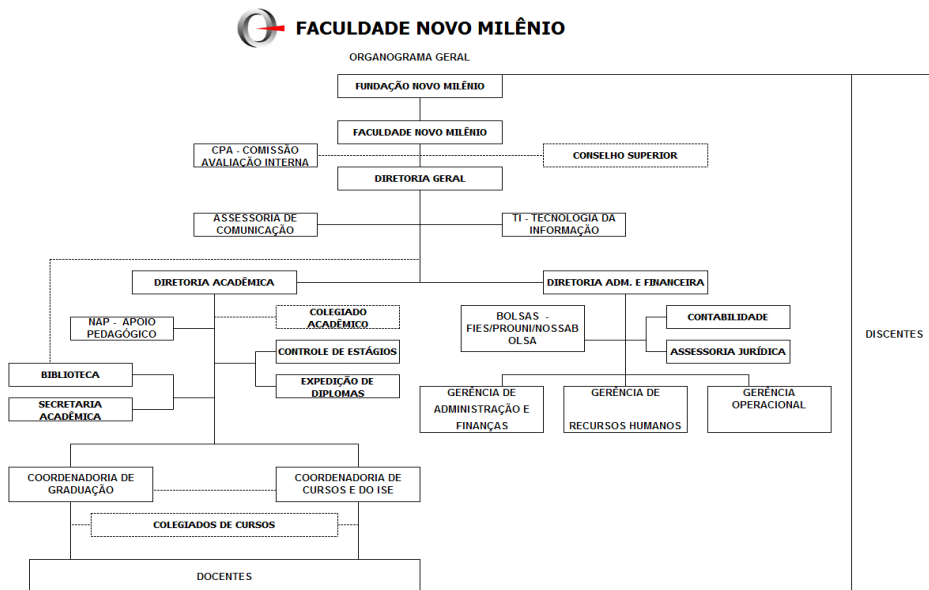 FACULDADE NOVO MILÊNIO
ORGANOGRAMA GERAL
FUNDAÇÃO NOVO MILÊNIO
FACULDADE NOVO MILÊNIO
CPA - COMISSÃO
AVALIAÇÃO INTERNA
CONSELHO SUPERIOR
DIRETORIA GERAL
ASSESSORIA DE
COMUNICAÇÃO
TI - TECNOLOGIA DA
INFORMAÇÃO
DIRETORIA ACADÊMICA
DIRETORIA ADM. E FINANCEIRA
COLEGIADO
ACADÊMICO
NAP - APOIO
PEDAGÓGICO
BOLSAS -
FIES/PROUNI/NOSSAB
OLSA
CONTABILIDADE
DISCENTES
CONTROLE DE ESTÁGIOS
ASSESSORIA JURÍDICA
BIBLIOTECA
EXPEDIÇÃO DE
DIPLOMAS
SECRETARIA
ACADÊMICA
GERÊNCIA DE
ADMINISTRAÇÃO E
FINANÇAS
GERÊNCIA DE
RECURSOS HUMANOS
GERÊNCIA
OPERACIONAL
COORDENADORIA DE
GRADUAÇÃO
COORDENADORIA DE
CURSOS E DO ISE
COLEGIADOS DE CURSOS
DOCENTES